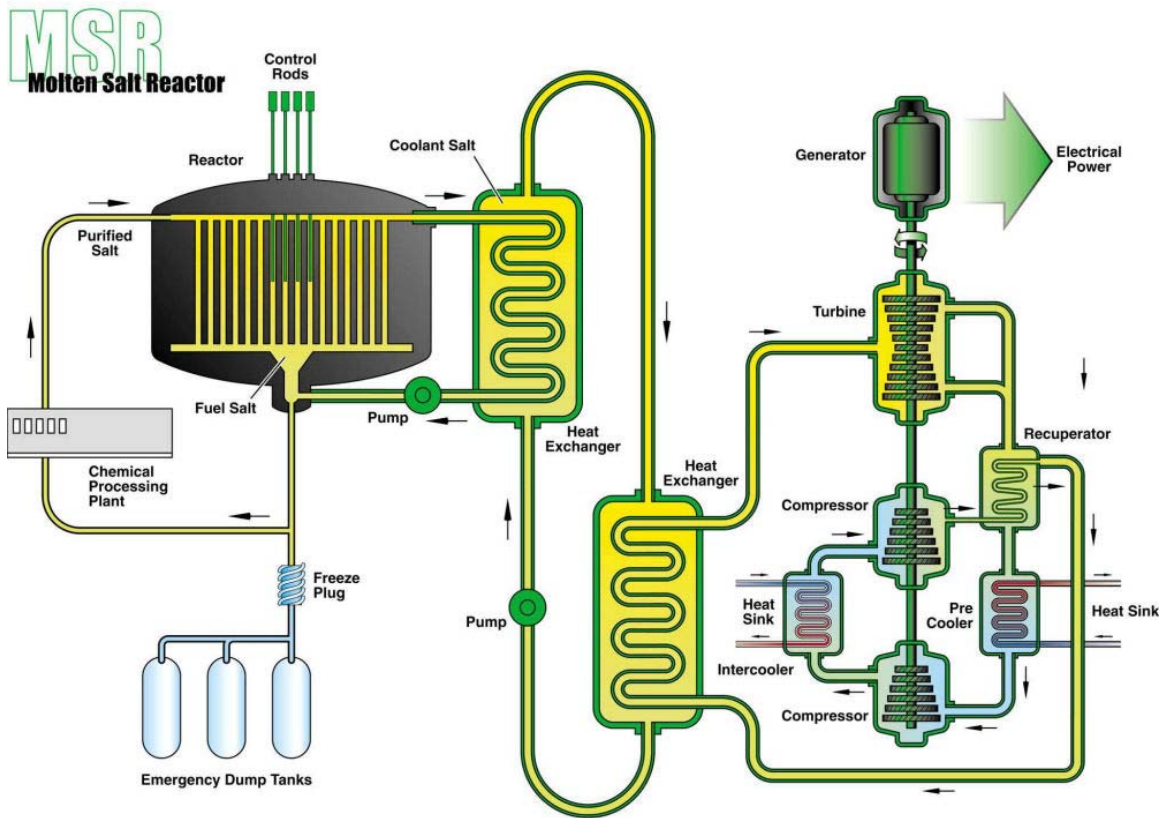 MSR
Molten Salt Reactor
Control
Rods
Reactor
Coolant Salt
Generator
Electrical
Power
Purified
Salt
Turbine
Fuel Salt
Pump
Heat
Exchanger
Recuperator
Chemical
Processing
Plant
Heat
Exchanger
Compressor
Freeze
Plug
Heat
Sink
Pre
Cooler
Heat Sink
Pump
Intercooler
Compressor
Emergency Dump Tanks